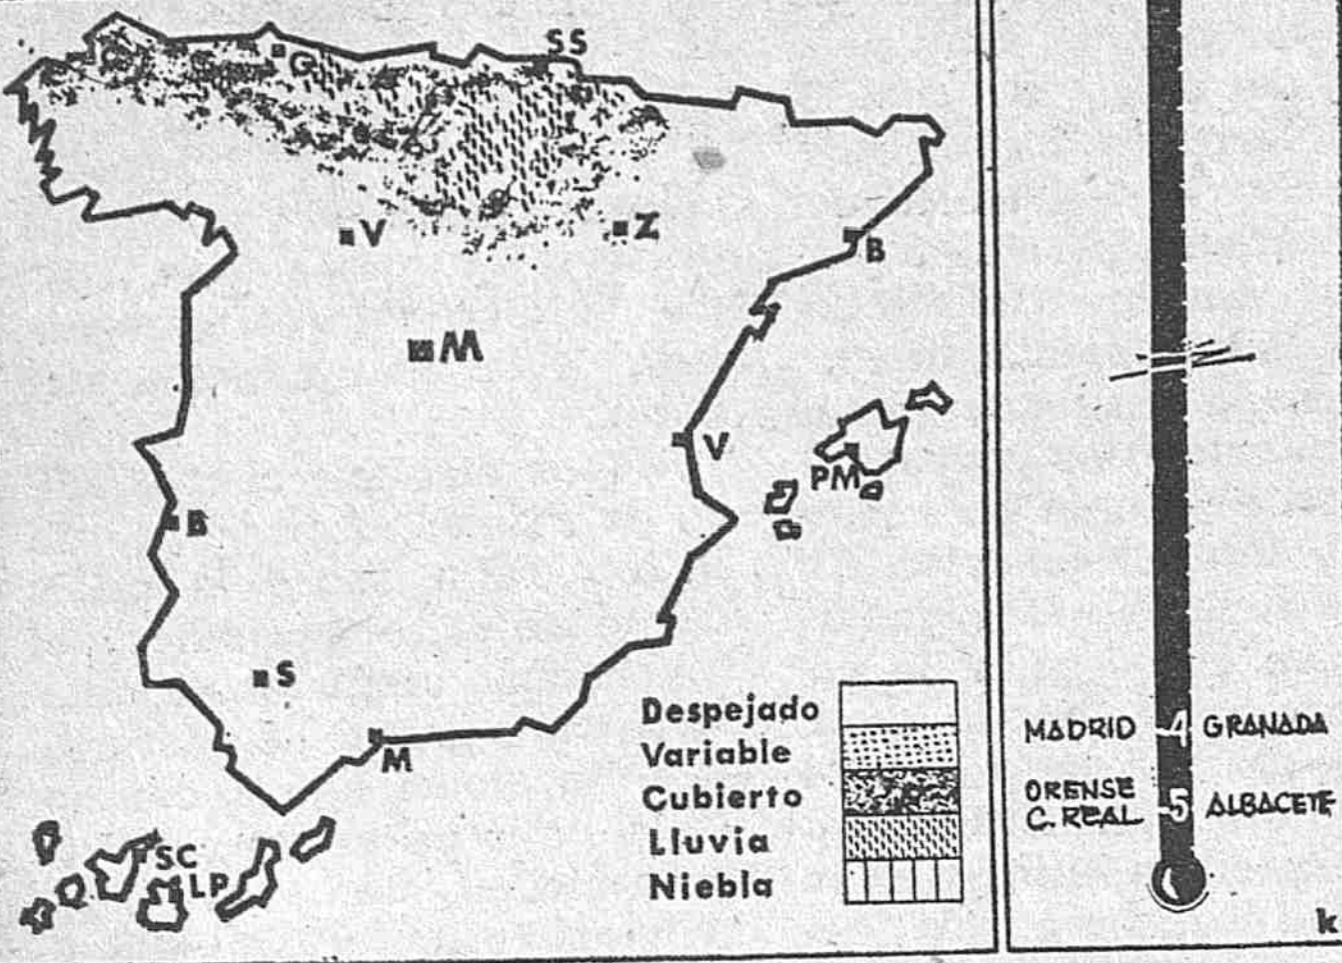 SS
C
G
V
Z
B
M
V
PM
B
S
M
SC
LP
Despejado
Variable
Cubierto
Lluvia
Niebla
MADRID -4 GRANADA
ORENSE
C. REAL -5 ALBACETE
k